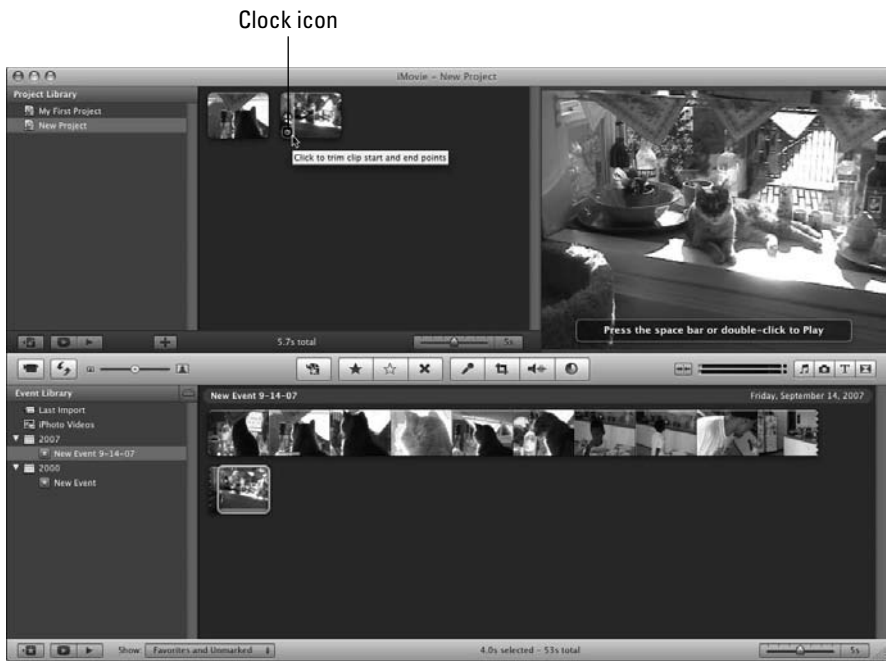 Clock icon
iMovie – New Project
Project Library
My First Project
New Project
Click to trim clip start and end points
Press the space bar or double-click to Play
5.7s total
5s
Event Library
Last Import
iPhoto Videos
2007
New Event 9-14-07
2000
New Event
New Event 9-14-07
Friday, September 14, 2007
Show:
Favorites and Unmarked
4.0s selected – 53s total
5s